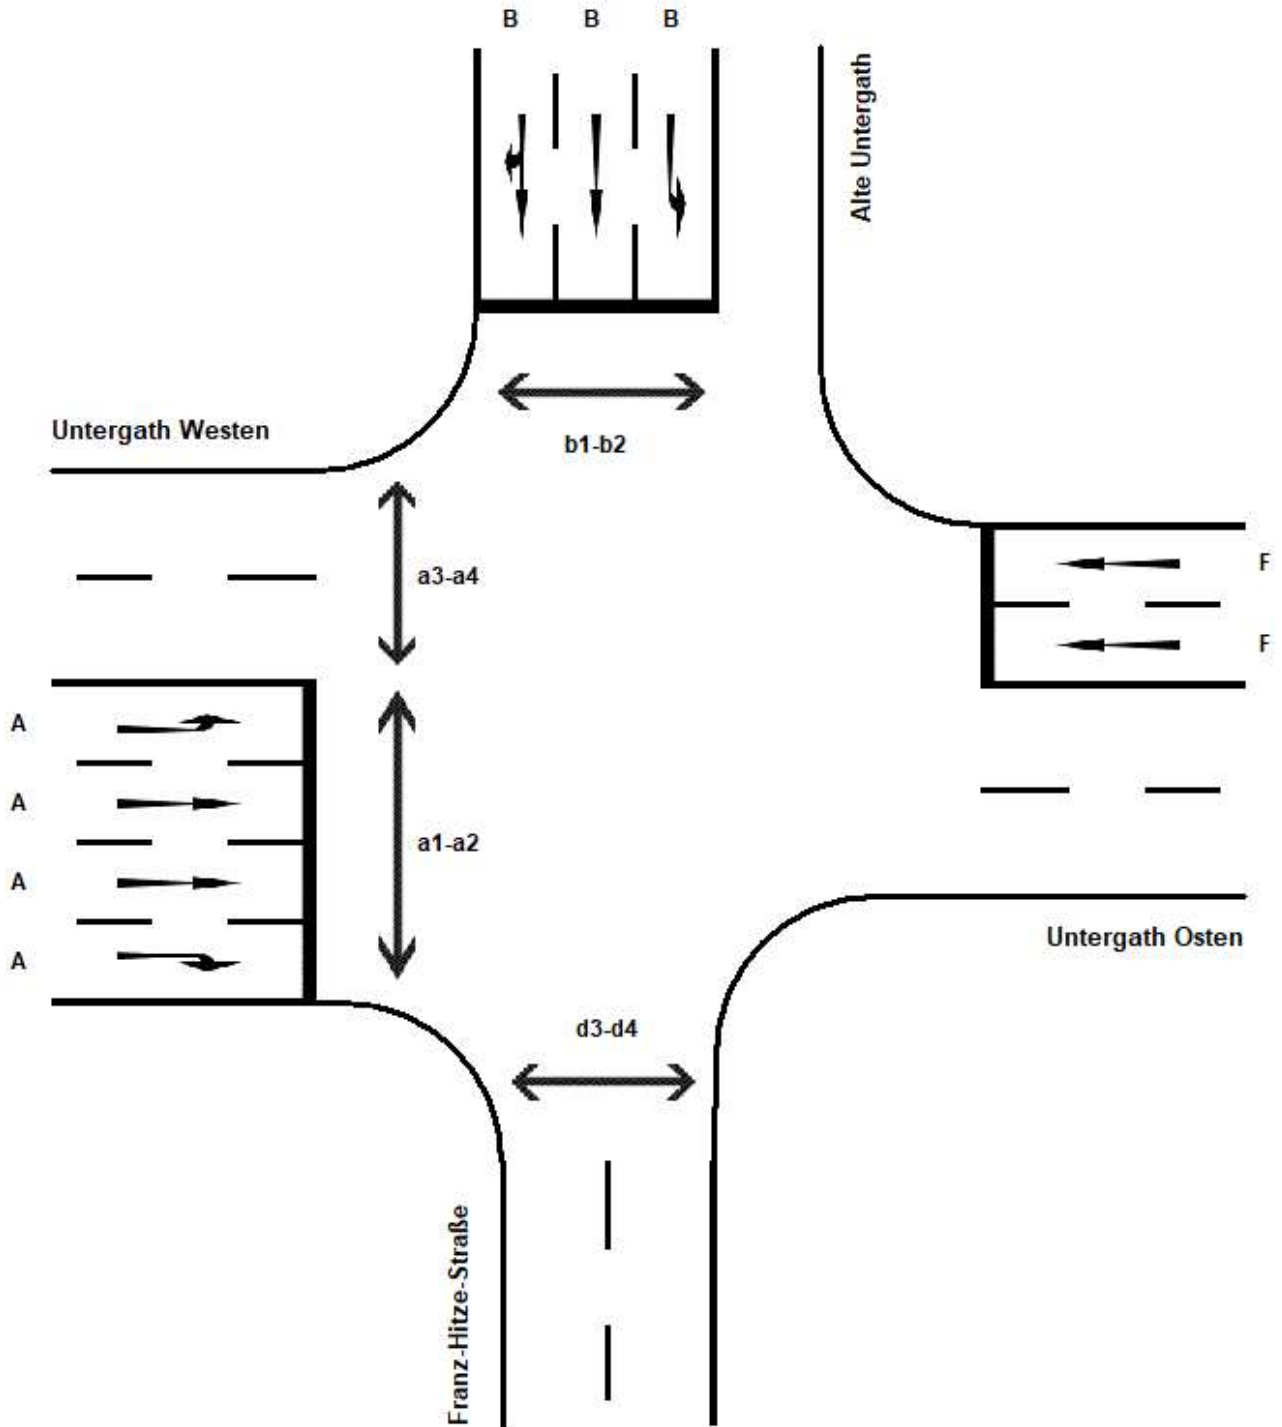 B B B
Alte Untergath
Untergath Westen
b1-b2
a3-a4
F
F
A
A
a1-a2
A
A
Untergath Osten
d3-d4
Franz-Hitze-Straße